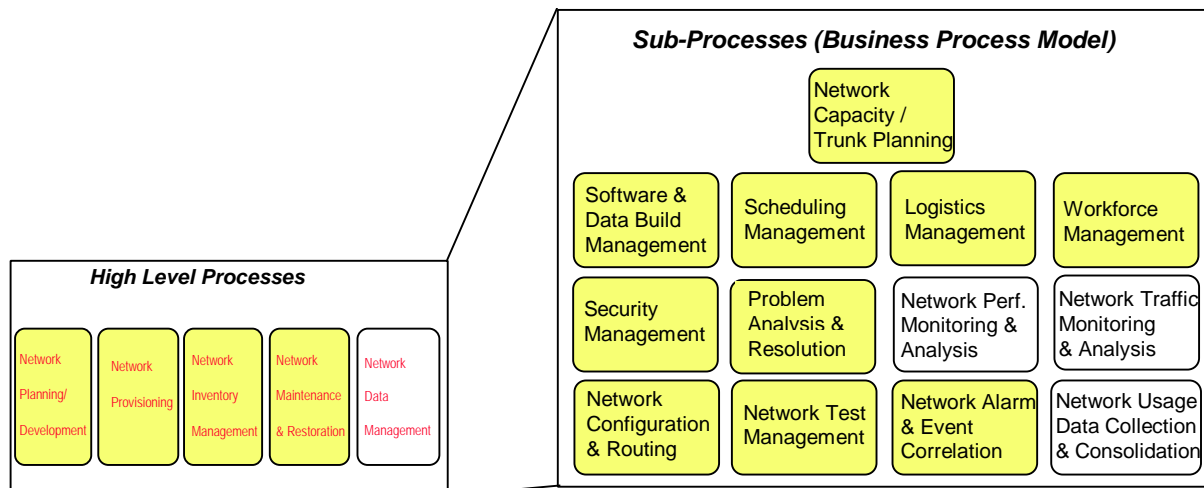 Sub-Processes (Business Process Model)
Network
Capacity /
Trunk Planning
Software &
Data Build
Management
Scheduling
Management
Logistics
Management
Workforce
Management
Security
Management
Problem
Analysis &
Resolution
Network Perf.
Monitoring &
Analysis
Network Traffic
Monitoring
& Analysis
Network
Configuration
& Routing
Network Test
Management
Network Alarm
& Event
Correlation
Network Usage
Data Collection
& Consolidation
High Level Processes
Network
Planning/
Development
Network
Provisioning
Network
Inventory
Management
Network
Maintenance
& Restoration
Network
Data
Management